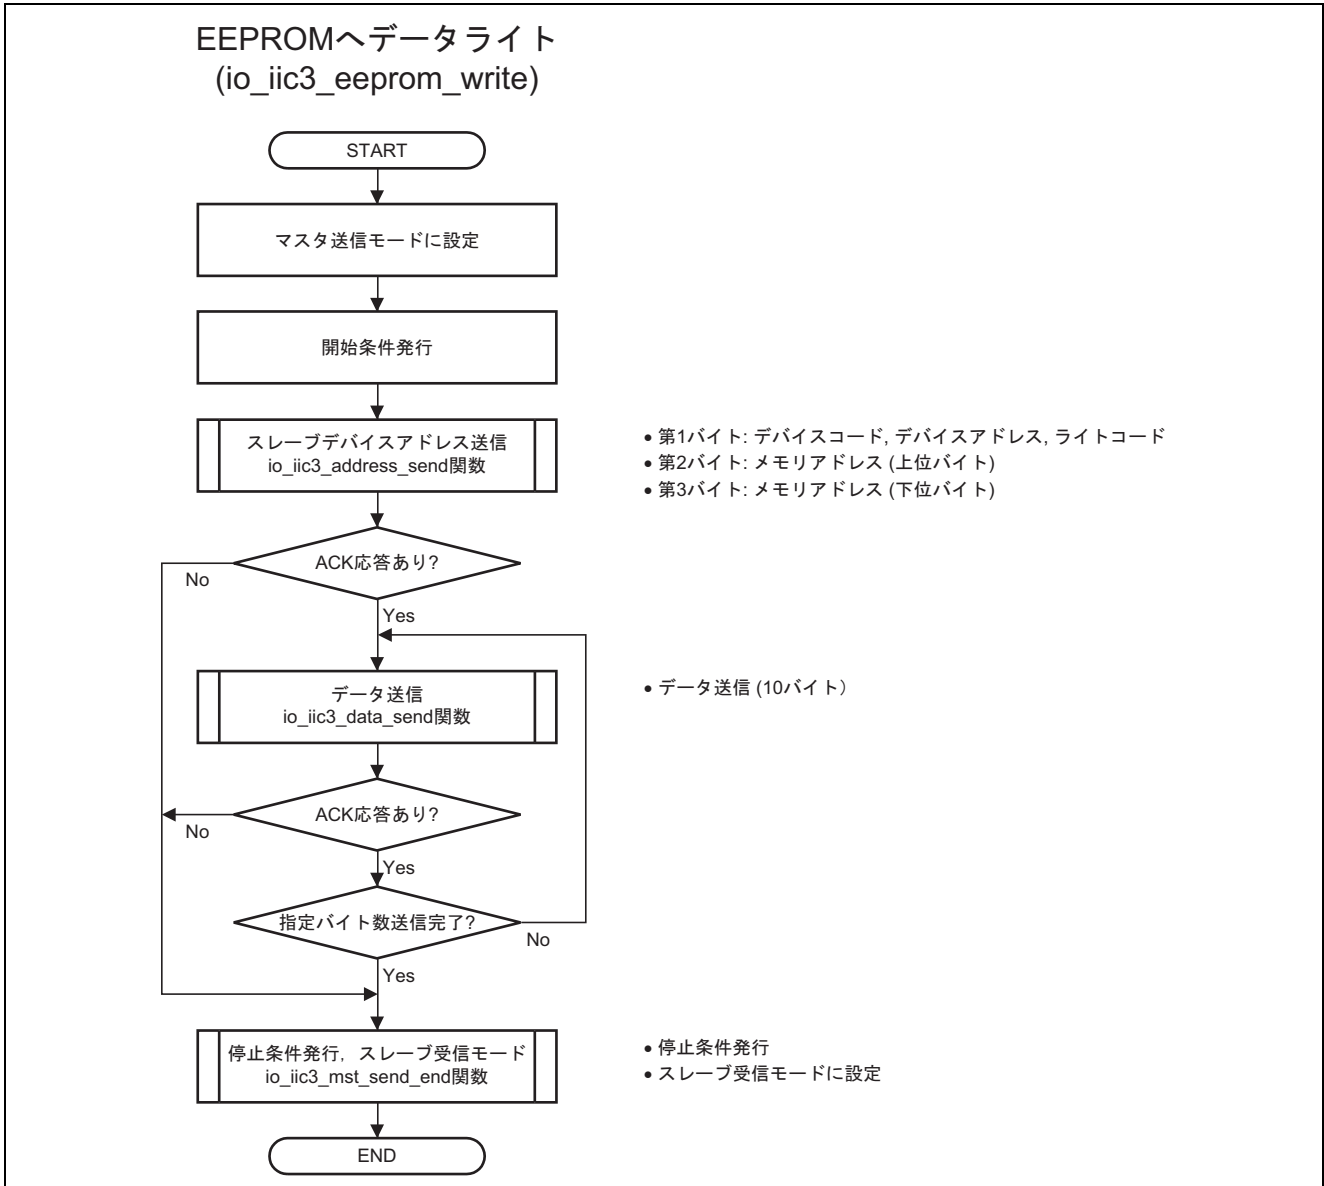 EEPROMへデータライト
(io_iic3_eeprom_write)
START
マスタ送信モードに設定
開始条件発行
スレーブデバイスアドレス送信
io_iic3_address_send関数
• 第1バイト: デバイスコード, デバイスアドレス, ライトコード
• 第2バイト: メモリアドレス (上位バイト)
• 第3バイト: メモリアドレス (下位バイト)
ACK応答あり?
No
Yes
データ送信
io_iic3_data_send関数
• データ送信 (10バイト）
ACK応答あり?
No
Yes
指定バイト数送信完了?
No
Yes
停止条件発行，スレーブ受信モード
io_iic3_mst_send_end関数
• 停止条件発行
• スレーブ受信モードに設定
END